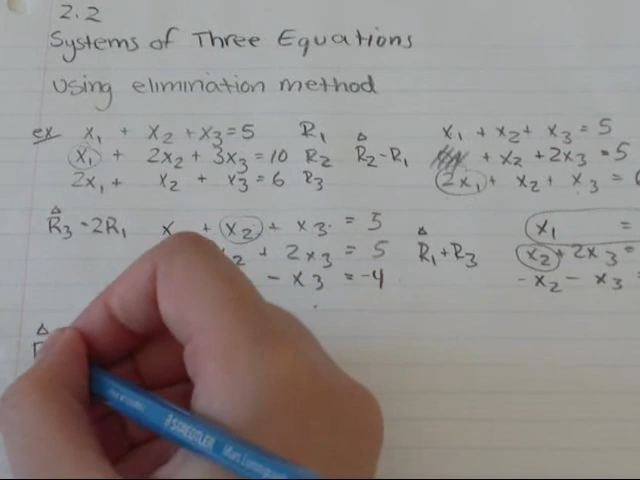 2.2
Systems of Three Equations
using elimination method
ex x₁ + x₂ + x₃ = 5 R₁ x₁ + x₂ + x₃ = 5
x₁ + 2x₂ + 3x₃ = 10 R₂ Δ R₂ - R₁ + x₂ + 2x₃ = 5
2x₁ + x₂ + x₃ = 6 R₃ 2x₁ + x₂ + x₃ =
Δ R₃ - 2R₁ x + x₂ + x₃ = 5 x₁ =
x₂ + 2x₃ = 5 Δ R₁ + R₃ x₂ + 2x₃ =
- x₃ = -4 - x₂ - x₃ =
Δ
STAEDTLER